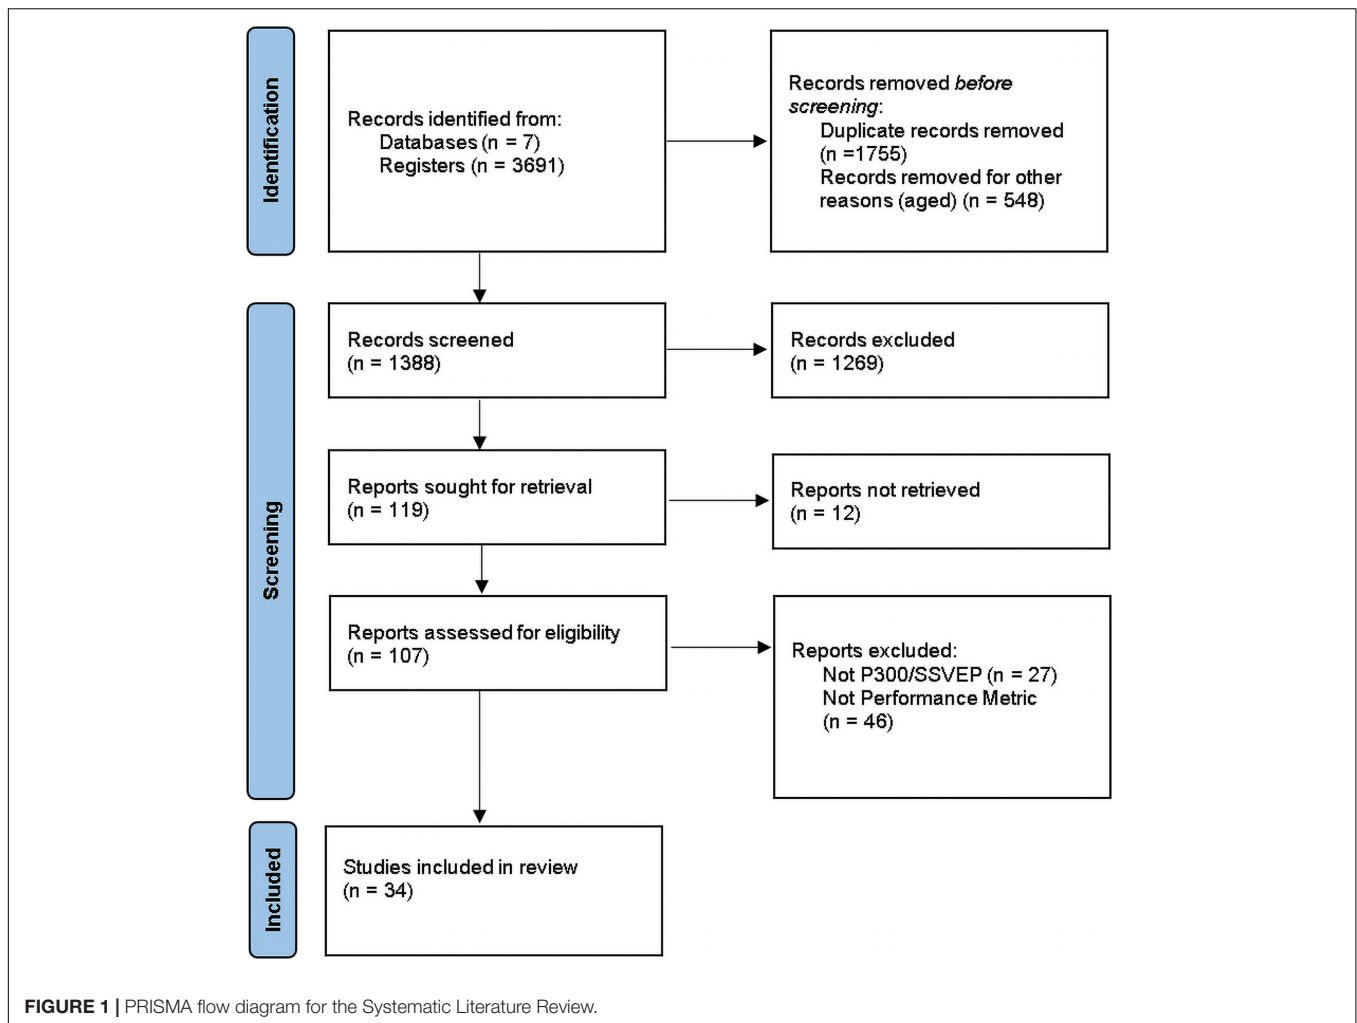 Identification
Records identified from:
Databases (n = 7)
Registers (n = 3691)
Records removed before
screening:
Duplicate records removed
(n =1755)
Records removed for other
reasons (aged) (n = 548)
Screening
Records screened
(n = 1388)
Records excluded
(n = 1269)
Reports sought for retrieval
(n = 119)
Reports not retrieved
(n = 12)
Reports assessed for eligibility
(n = 107)
Reports excluded:
Not P300/SSVEP (n = 27)
Not Performance Metric
(n = 46)
Included
Studies included in review
(n = 34)
FIGURE 1 | PRISMA flow diagram for the Systematic Literature Review.